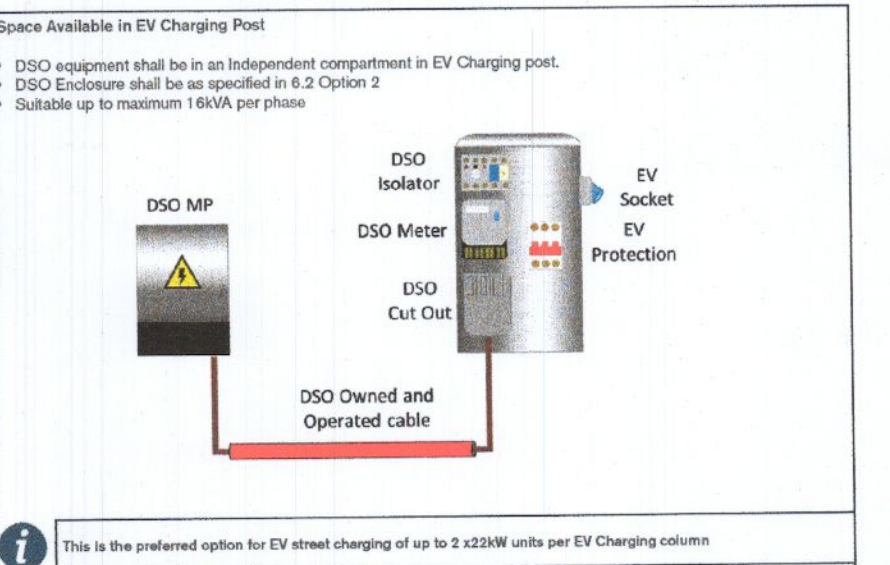 Space Available in EV Charging Post
DSO equipment shall be in an Independent compartment in EV Charging post.
DSO Enclosure shall be as specified in 6.2 Option 2
Suitable up to maximum 16kVA per phase
DSO
Isolator
EV
Socket
DSO MP
DSO Meter
EV
Protection
DSO
Cut Out
DSO Owned and
Operated cable
i
This is the preferred option for EV street charging of up to 2 x22kW units per EV Charging column